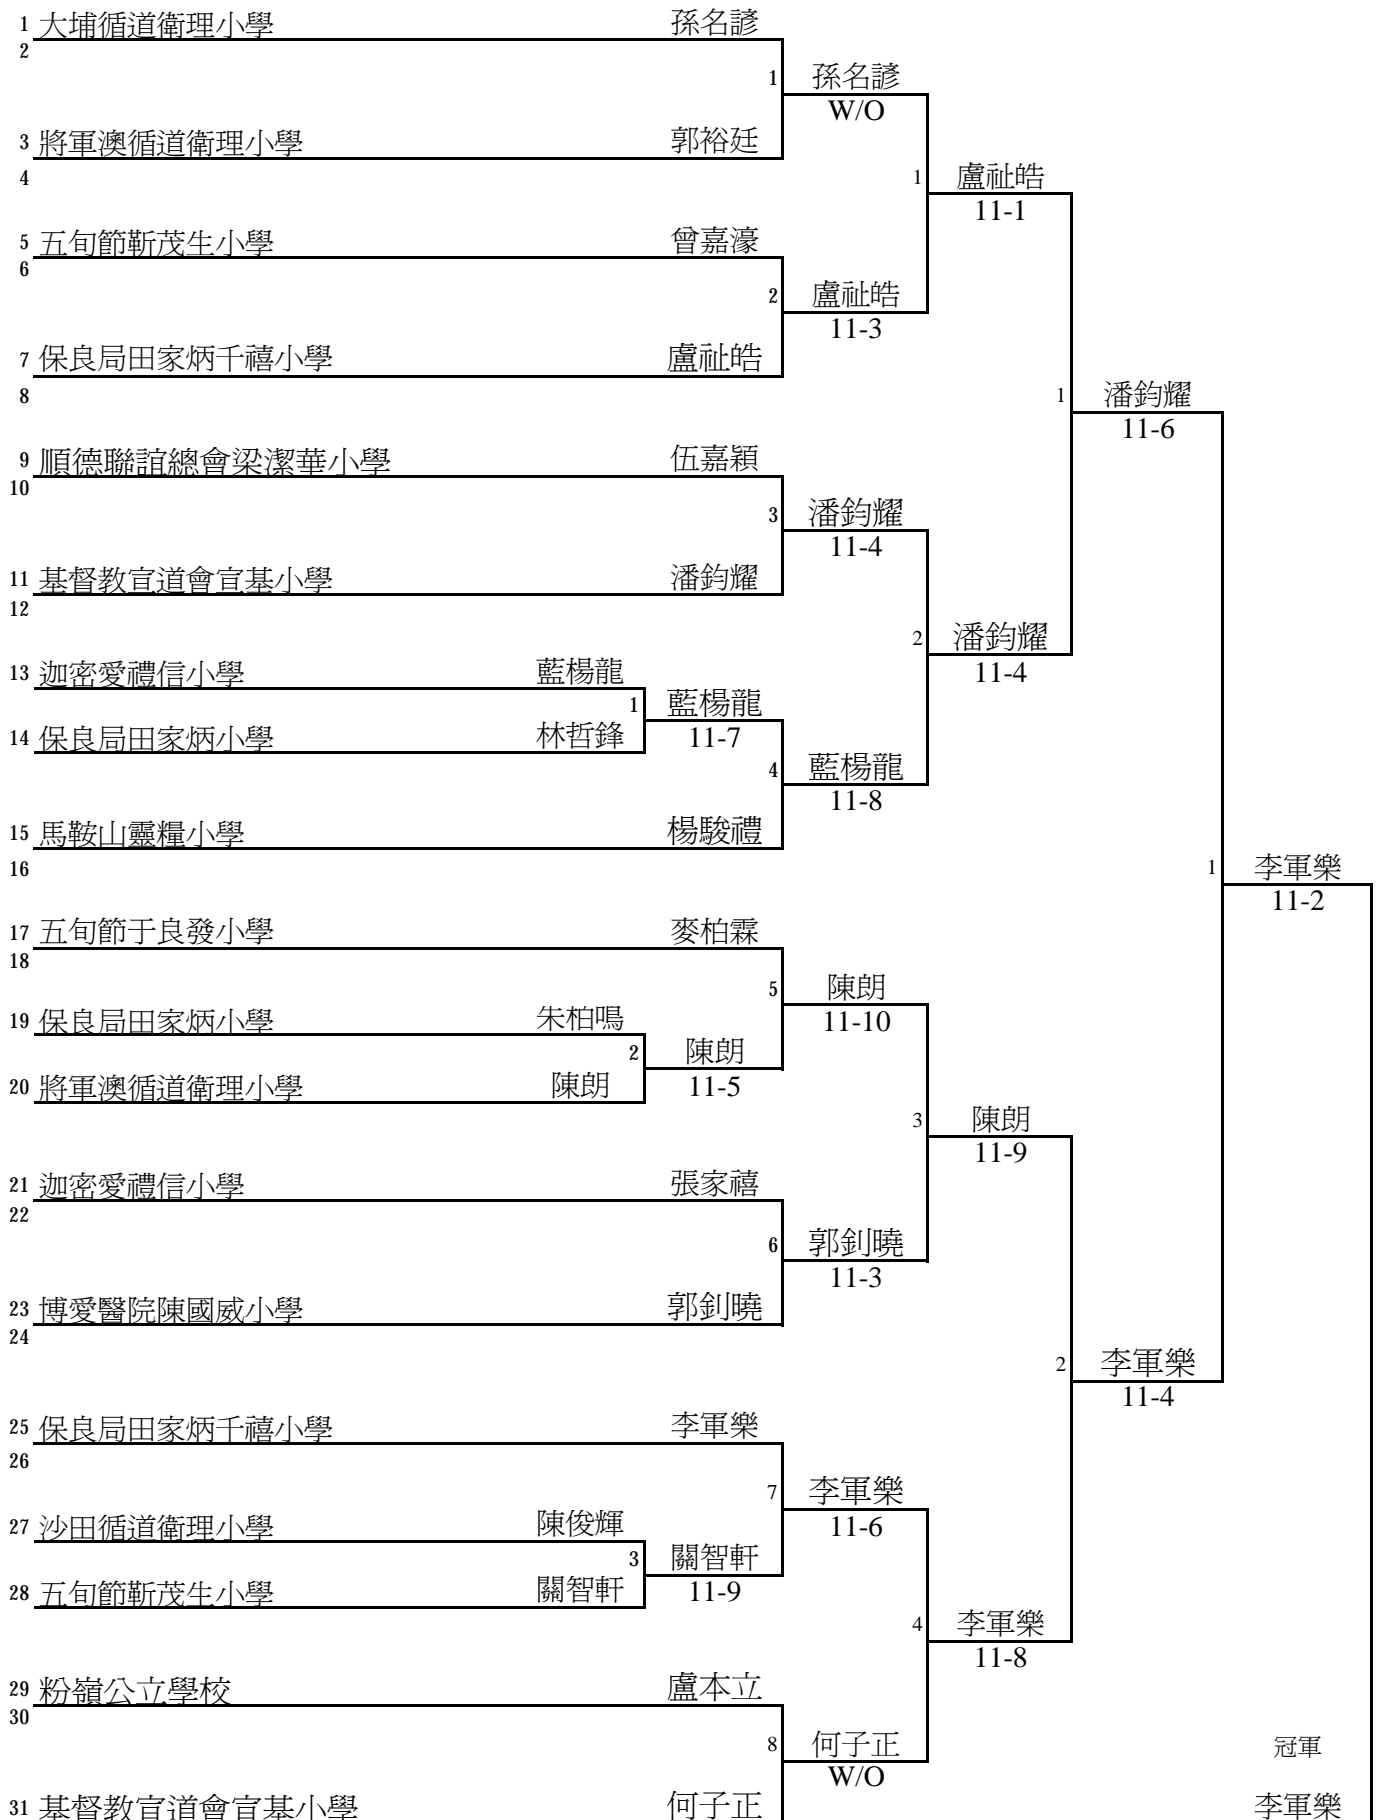 1 大埔循道衛理小學 孫名諺
2
1 孫名諺
W/O
3 將軍澳循道衛理小學 郭裕廷
4
1 盧祉皓
11-1
5 五旬節靳茂生小學 曾嘉濠
6
2 盧祉皓
11-3
7 保良局田家炳千禧小學 盧祉皓
8
1 潘鈞耀
11-6
9 順德聯誼總會梁潔華小學 伍嘉穎
10
3 潘鈞耀
11-4
11 基督教宣道會宣基小學 潘鈞耀
12
2 潘鈞耀
11-4
13 迦密愛禮信小學 藍楊龍
1 藍楊龍
14 保良局田家炳小學 林哲鋒 11-7
4 藍楊龍
11-8
15 馬鞍山靈糧小學 楊駿禮
16
1 李軍樂
11-2
17 五旬節于良發小學 麥柏霖
18
5 陳朗
11-10
19 保良局田家炳小學 朱柏鳴
2 陳朗
20 將軍澳循道衛理小學 陳朗 11-5
3 陳朗
11-9
21 迦密愛禮信小學 張家禧
22
6 郭釗曉
11-3
23 博愛醫院陳國威小學 郭釗曉
24
2 李軍樂
11-4
25 保良局田家炳千禧小學 李軍樂
26
7 李軍樂
11-6
27 沙田循道衛理小學 陳俊輝
3 關智軒
28 五旬節靳茂生小學 關智軒 11-9
4 李軍樂
11-8
29 粉嶺公立學校 盧本立
30
8 何子正 冠軍
W/O
31 基督教宣道會宣基小學 何子正 李軍樂